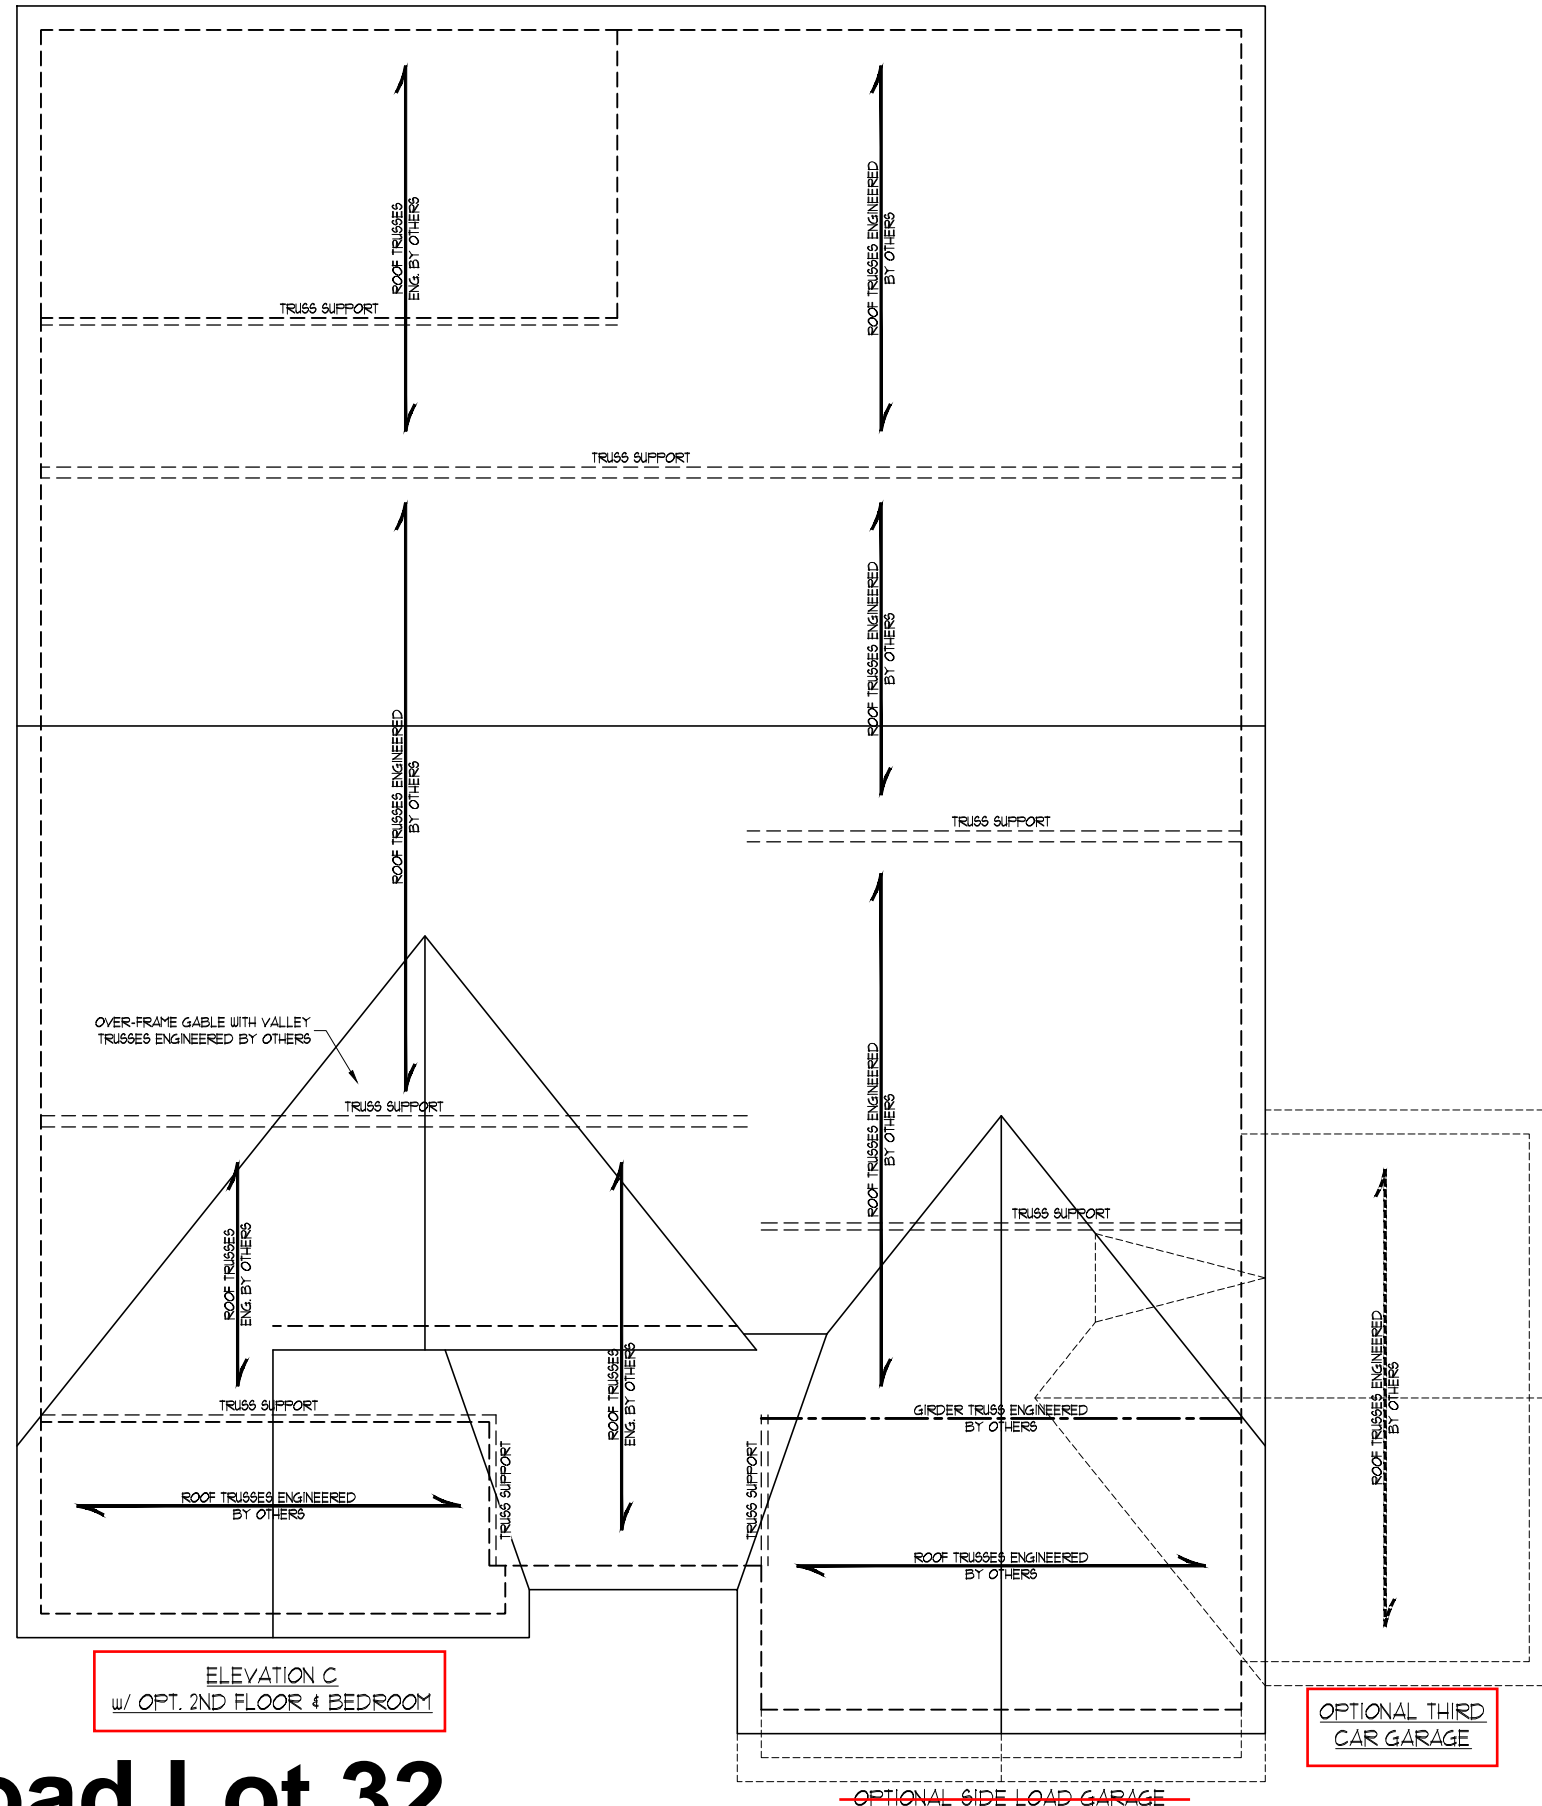 ROOF TRUSSES
ENG. BY OTHERS
ROOF TRUSSES ENGINEERED
BY OTHERS
TRUSS SUPPORT
TRUSS SUPPORT
ROOF TRUSSES ENGINEERED
BY OTHERS
ROOF TRUSSES ENGINEERED
BY OTHERS
TRUSS SUPPORT
OVER-FRAME GABLE WITH VALLEY
TRUSSES ENGINEERED BY OTHERS
TRUSS SUPPORT
ROOF TRUSSES ENGINEERED
BY OTHERS
TRUSS SUPPORT
ROOF TRUSSES
ENG. BY OTHERS
ROOF TRUSSES
ENG. BY OTHERS
ROOF TRUSSES ENGINEERED
BY OTHERS
TRUSS SUPPORT
GIRDER TRUSS ENGINEERED
BY OTHERS
TRUSS SUPPORT
TRUSS SUPPORT
ROOF TRUSSES ENGINEERED
BY OTHERS
ROOF TRUSSES ENGINEERED
BY OTHERS
ELEVATION C
w/ OPT. 2ND FLOOR & BEDROOM
OPTIONAL THIRD
CAR GARAGE
oad Lot 32
OPTIONAL SIDE LOAD GARAGE